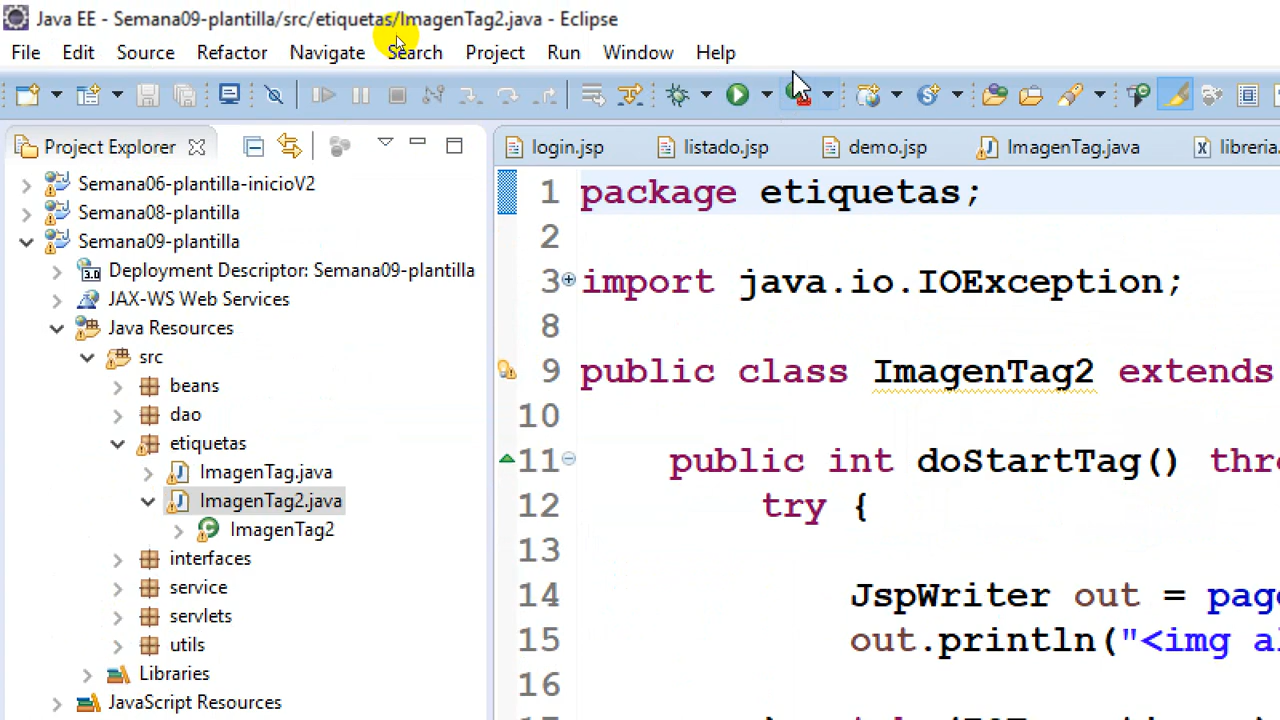 Java EE - Semana09-plantilla/src/etiquetas/ImagenTag2.java - Eclipse
File Edit Source Refactor Navigate Search Project Run Window Help
Project Explorer
login.jsp listado.jsp demo.jsp ImagenTag.java libreria.
Semana06-plantilla-inicioV2
Semana08-plantilla
Semana09-plantilla
3.0 Deployment Descriptor: Semana09-plantilla
JAX-WS Web Services
Java Resources
src
beans
dao
etiquetas
ImagenTag.java
ImagenTag2.java
ImagenTag2
interfaces
service
servlets
utils
Libraries
JavaScript Resources
1 package etiquetas;
2
3 import java.io.IOException;
8
9 public class ImagenTag2 extends
10
11 public int doStartTag() thr
12 try {
13
14 JspWriter out = page
15 out.println("<img al
16